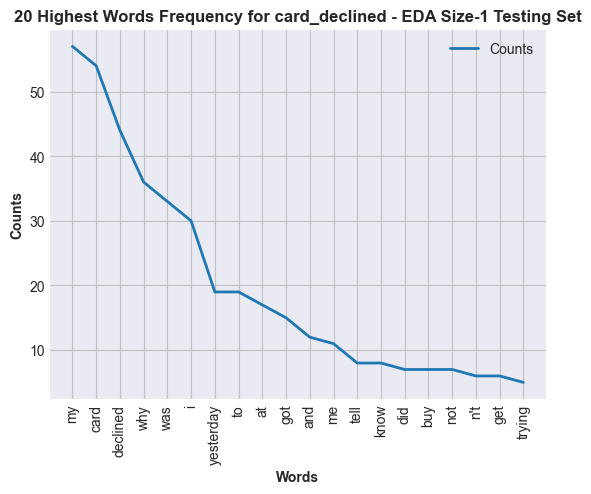 20 Highest Words Frequency for card_declined - EDA Size-1 Testing Set
Counts
Counts
50
40
30
20
10
my
card
declined
why
was
i
yesterday
to
at
got
and
me
tell
know
did
buy
not
n't
get
trying
Words